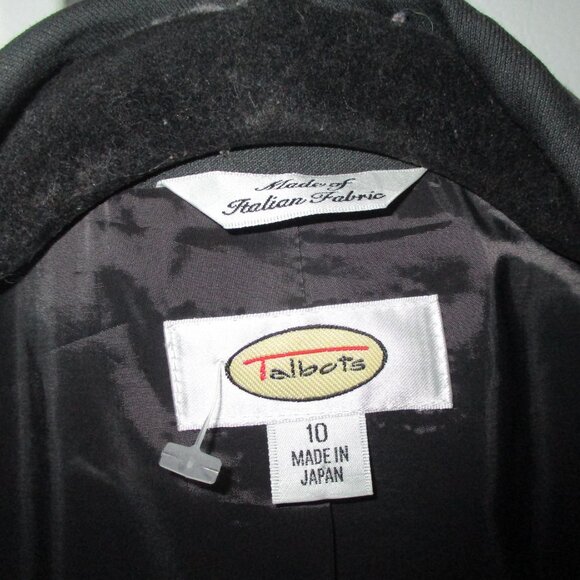 Made of
Italian Fabric
Talbots
10
MADE IN
JAPAN